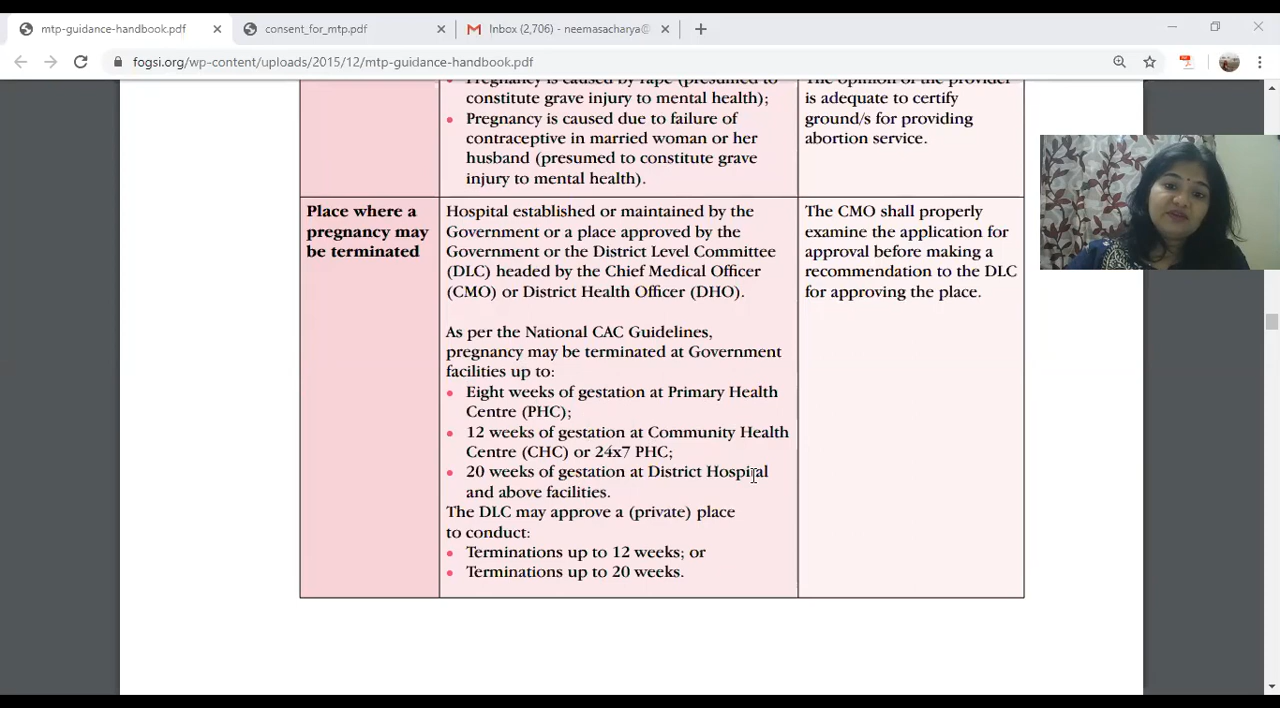 mtp-guidance-handbook.pdf
consent_for_mtp.pdf
Inbox (2,706) - neemasacharya@
fogsi.org/wp-content/uploads/2015/12/mtp-guidance-handbook.pdf
Pregnancy is caused by rape (presumed to
constitute grave injury to mental health);
• Pregnancy is caused due to failure of
contraceptive in married woman or her
husband (presumed to constitute grave
injury to mental health).
The opinion of the provider
is adequate to certify
ground/s for providing
abortion service.
Place where a
pregnancy may
be terminated
Hospital established or maintained by the
Government or a place approved by the
Government or the District Level Committee
(DLC) headed by the Chief Medical Officer
(CMO) or District Health Officer (DHO).
As per the National CAC Guidelines,
pregnancy may be terminated at Government
facilities up to:
• Eight weeks of gestation at Primary Health
Centre (PHC);
• 12 weeks of gestation at Community Health
Centre (CHC) or 24x7 PHC;
• 20 weeks of gestation at District Hospital
and above facilities.
The DLC may approve a (private) place
to conduct:
• Terminations up to 12 weeks; or
• Terminations up to 20 weeks.
The CMO shall properly
examine the application for
approval before making a
recommendation to the DLC
for approving the place.